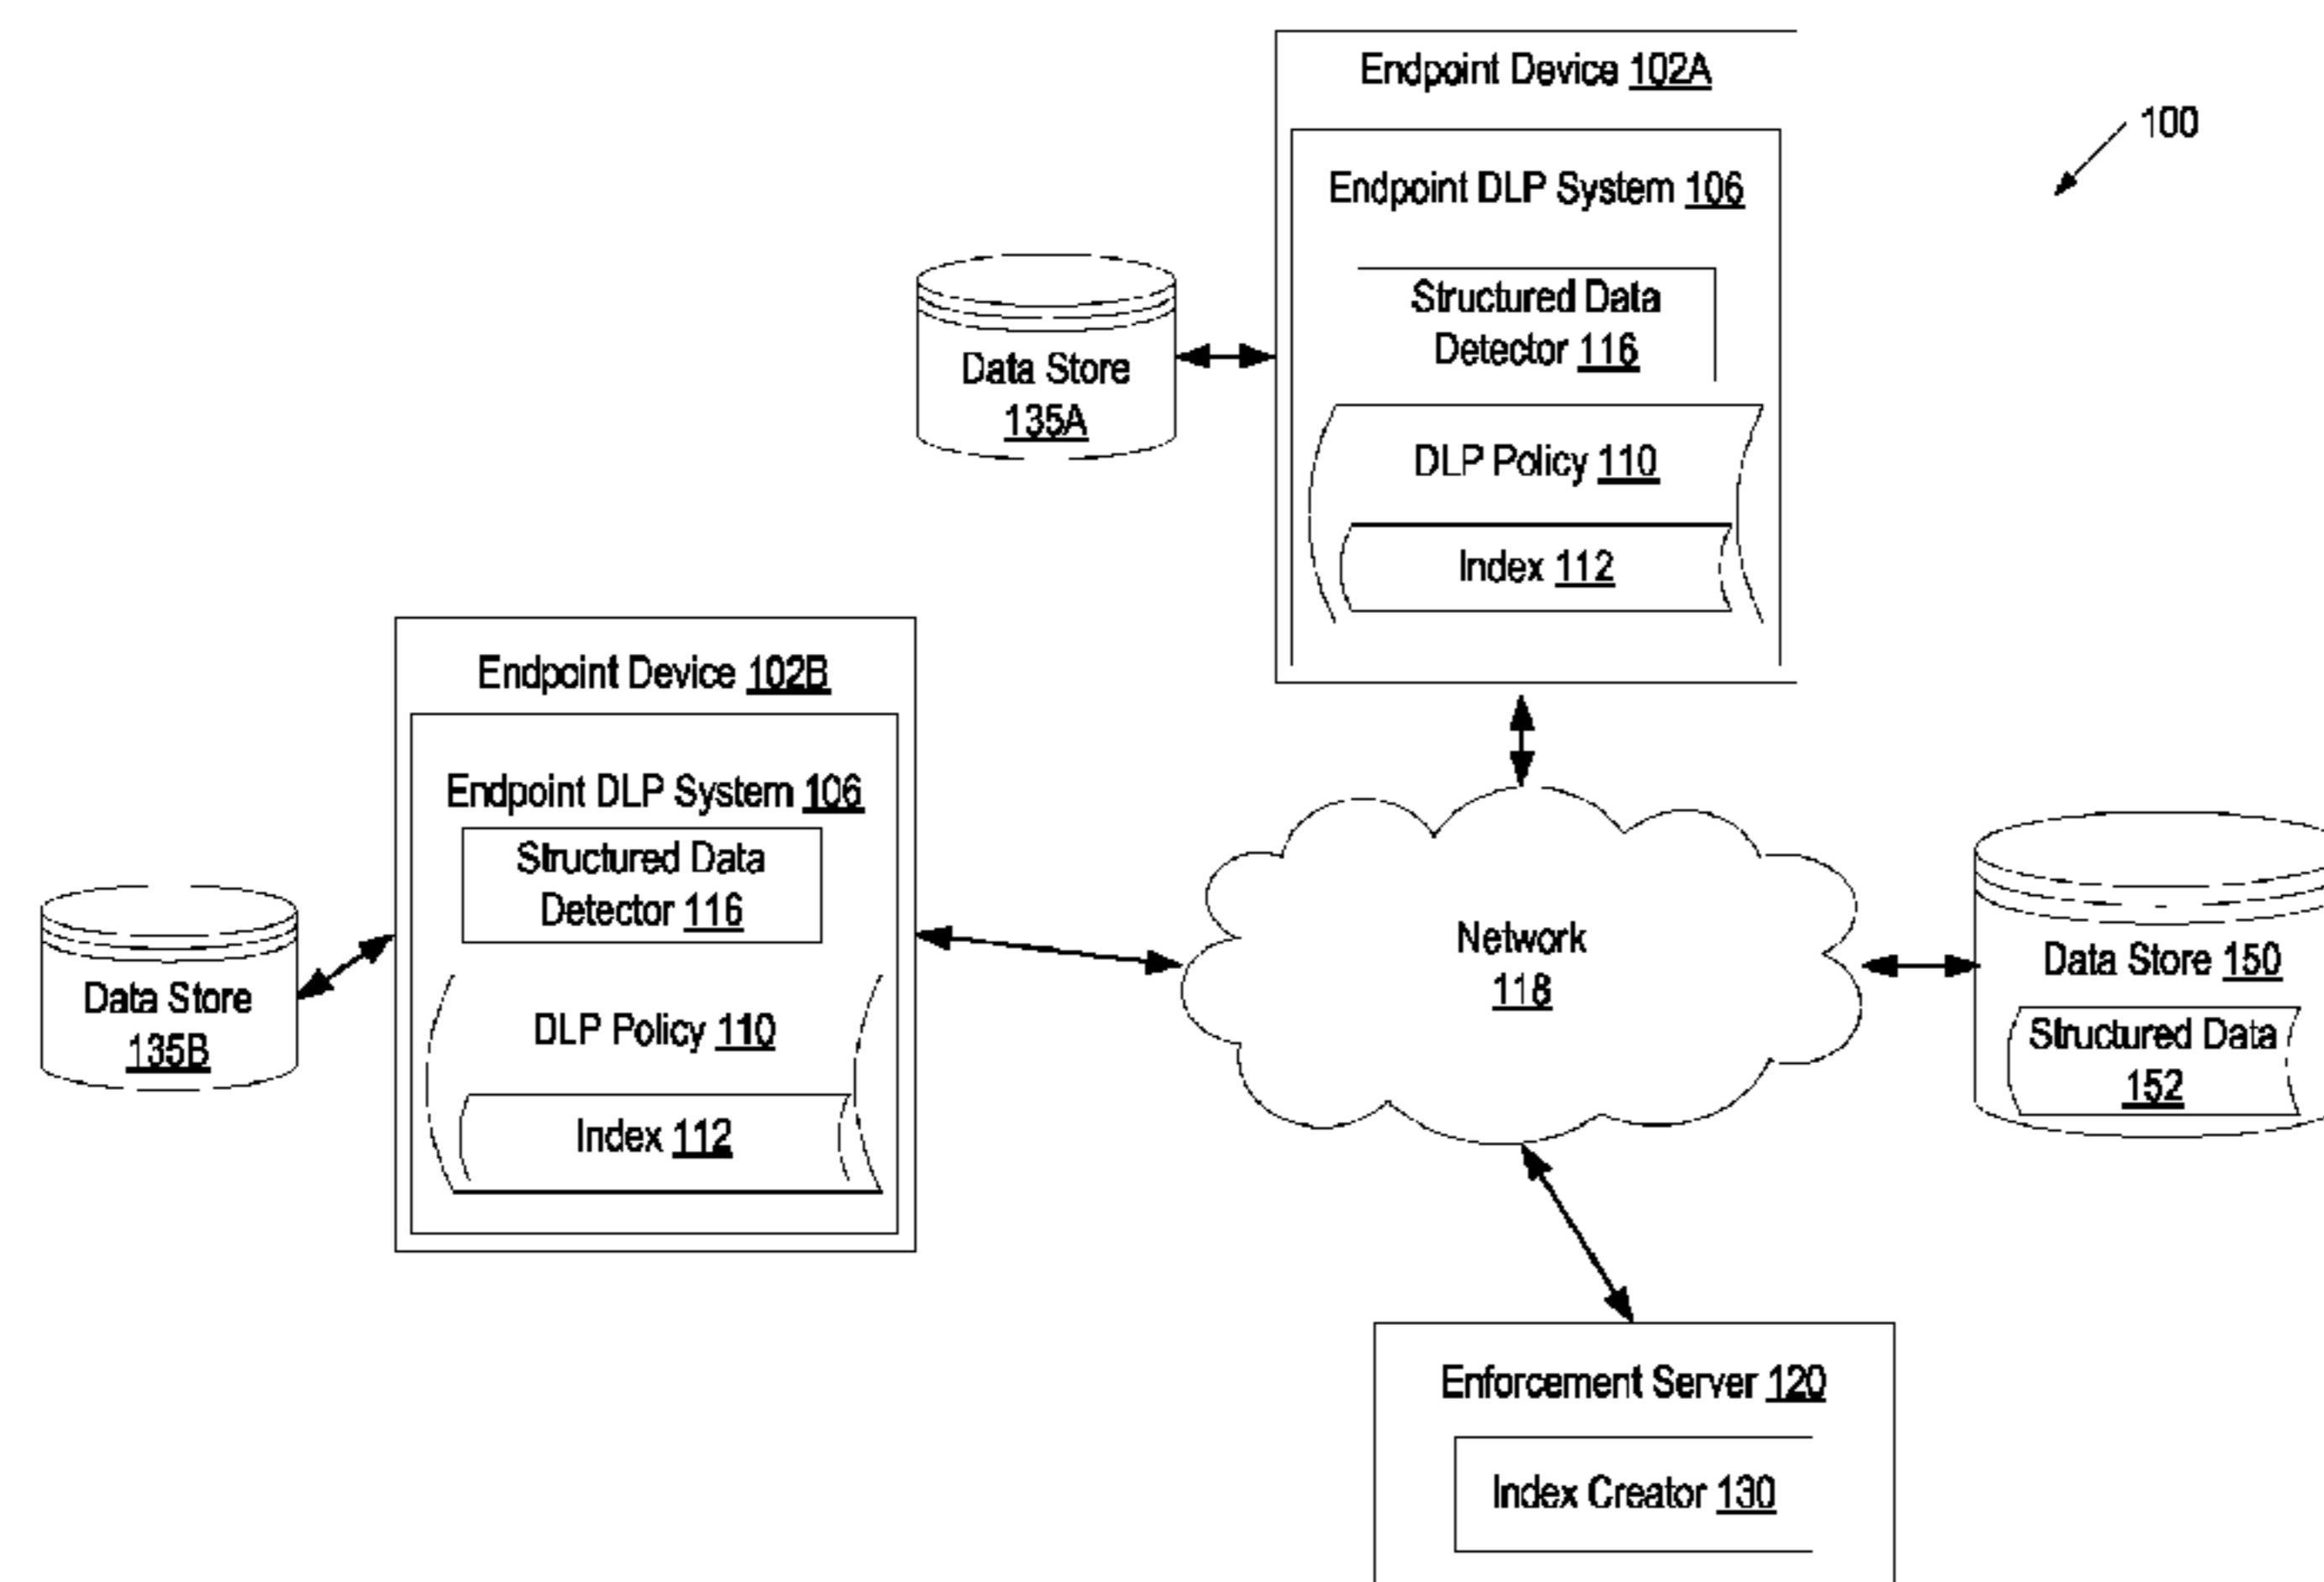 Endpoint Device 102A
100
Endpoint DLP System 106
Structured Data
Detector 116
Data Store
135A
DLP Policy 110
Index 112
Endpoint Device 102B
Endpoint DLP System 106
Structured Data
Detector 116
Data Store
135B
DLP Policy 110
Index 112
Network
118
Data Store 150
Structured Data
152
Enforcement Server 120
Index Creator 130